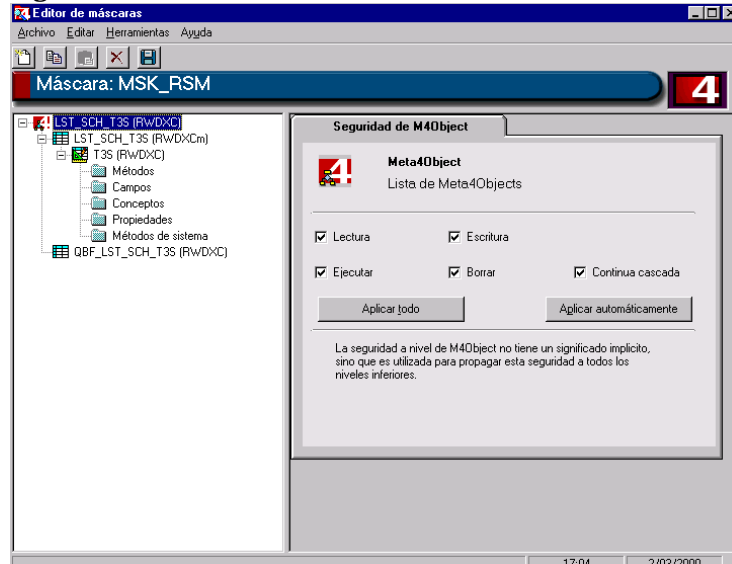 Editor de máscaras
Archivo Editar Herramientas Ayuda
Máscara: MSK_RSM
4
LST_SCH_T3S (RWDXC)
LST_SCH_T3S (RWDXCm)
T3S (RWDXC)
Métodos
Campos
Conceptos
Propiedades
Métodos de sistema
QBF_LST_SCH_T3S (RWDXC)
Seguridad de M4Object
4
Meta4Object
Lista de Meta4Objects
Lectura Escritura
Ejecutar Borrar Continua cascada
Aplicar todo Aplicar automáticamente
La seguridad a nivel de M4Object no tiene un significado implicito,
sino que es utilizada para propagar esta seguridad a todos los
niveles inferiores.
17:04 2/03/2000